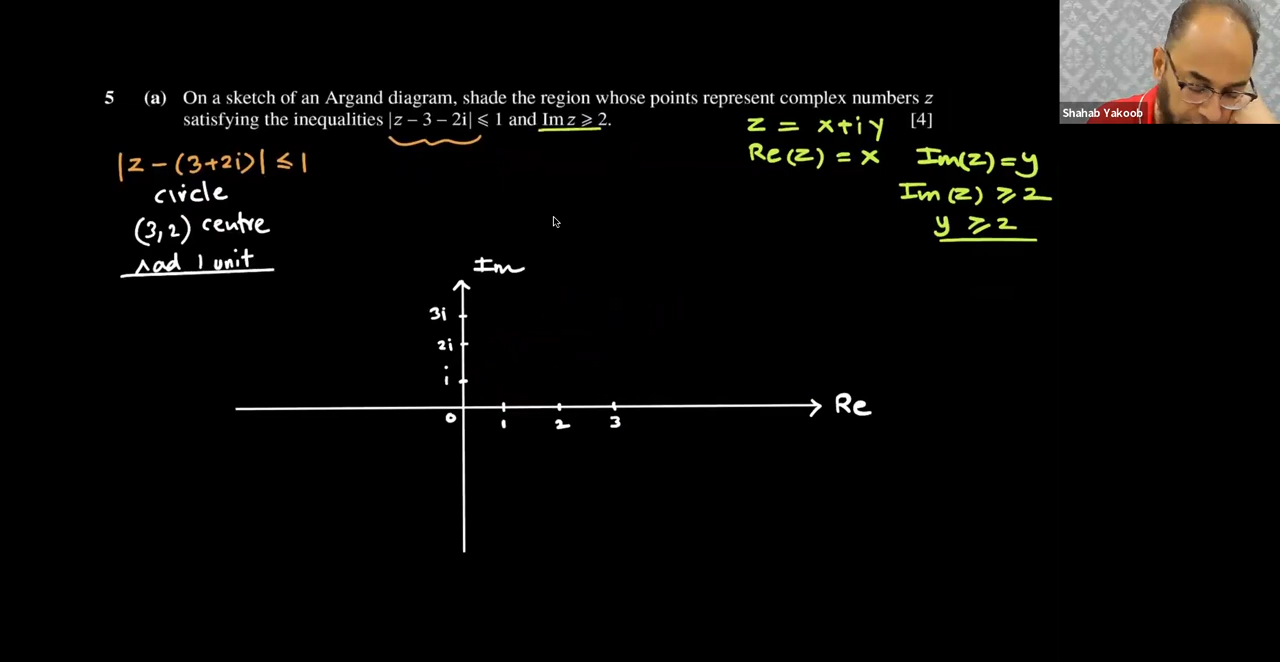 5 (a) On a sketch of an Argand diagram, shade the region whose points represent complex numbers z
satisfying the inequalities |z − 3 − 2i| ⩽ 1 and Im z ⩾ 2. [4]
|z − (3+2i)| ≤ 1
circle
(3,2) centre
rad 1 unit
z = x+iy
Re(z) = x
Im(z) = y
Im(z) ⩾ 2
y ⩾ 2
Shahab Yakoob
Im
3i
2i
i
0 1 2 3
Re